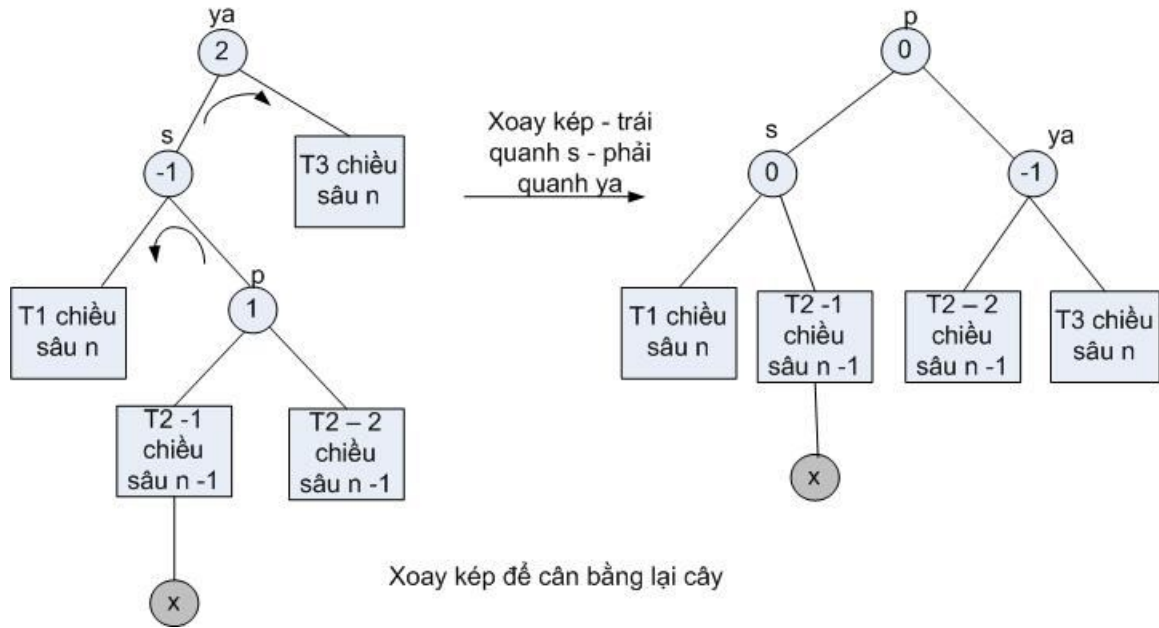 ya
2
s
-1
T3 chiều
sâu n
T1 chiều
sâu n
p
1
T2 -1
chiều
sâu n -1
T2 – 2
chiều
sâu n -1
x
Xoay kép - trái
quanh s - phải
quanh ya
p
0
s
0
ya
-1
T1 chiều
sâu n
T2 -1
chiều
sâu n -1
T2 – 2
chiều
sâu n -1
T3 chiều
sâu n
x
Xoay kép để cân bằng lại cây